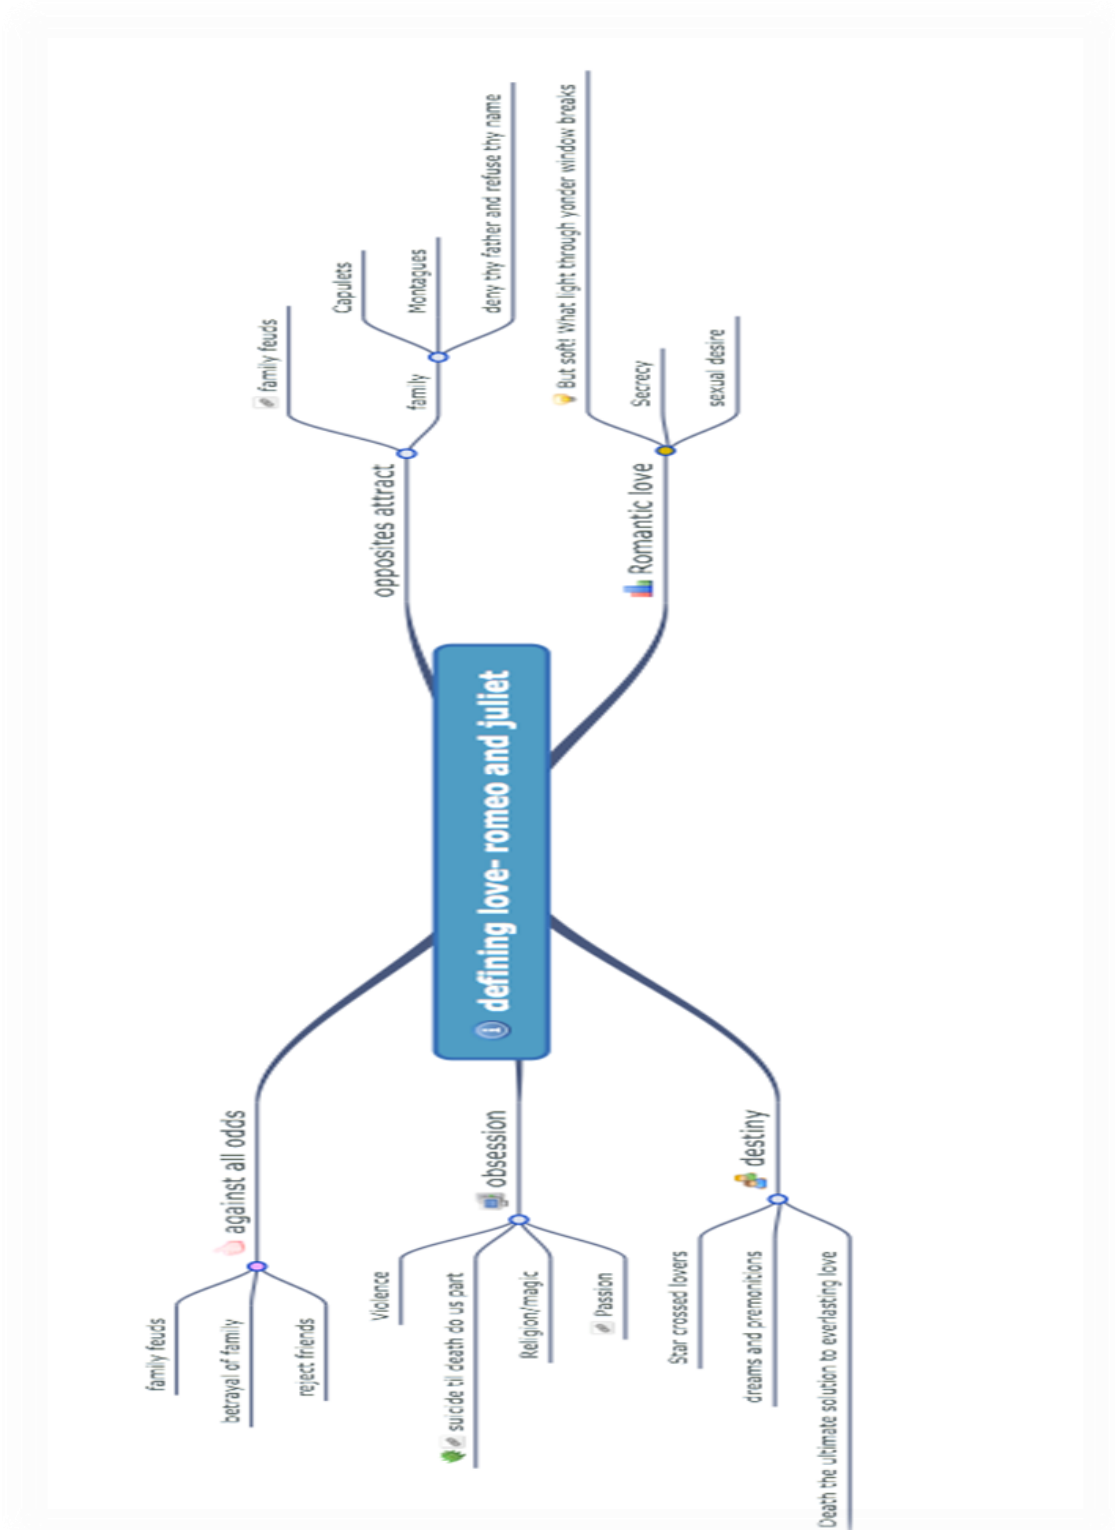 defining love- romeo and juliet
opposites attract
family feuds
family
Capulets
Montagues
deny thy father and refuse thy name
Romantic love
But soft! What light through yonder window breaks
Secrecy
sexual desire
against all odds
family feuds
betrayal of family
reject friends
obsession
Violence
suicide til death do us part
Religion/magic
Passion
destiny
Star crossed lovers
dreams and premonitions
Death the ultimate solution to everlasting love